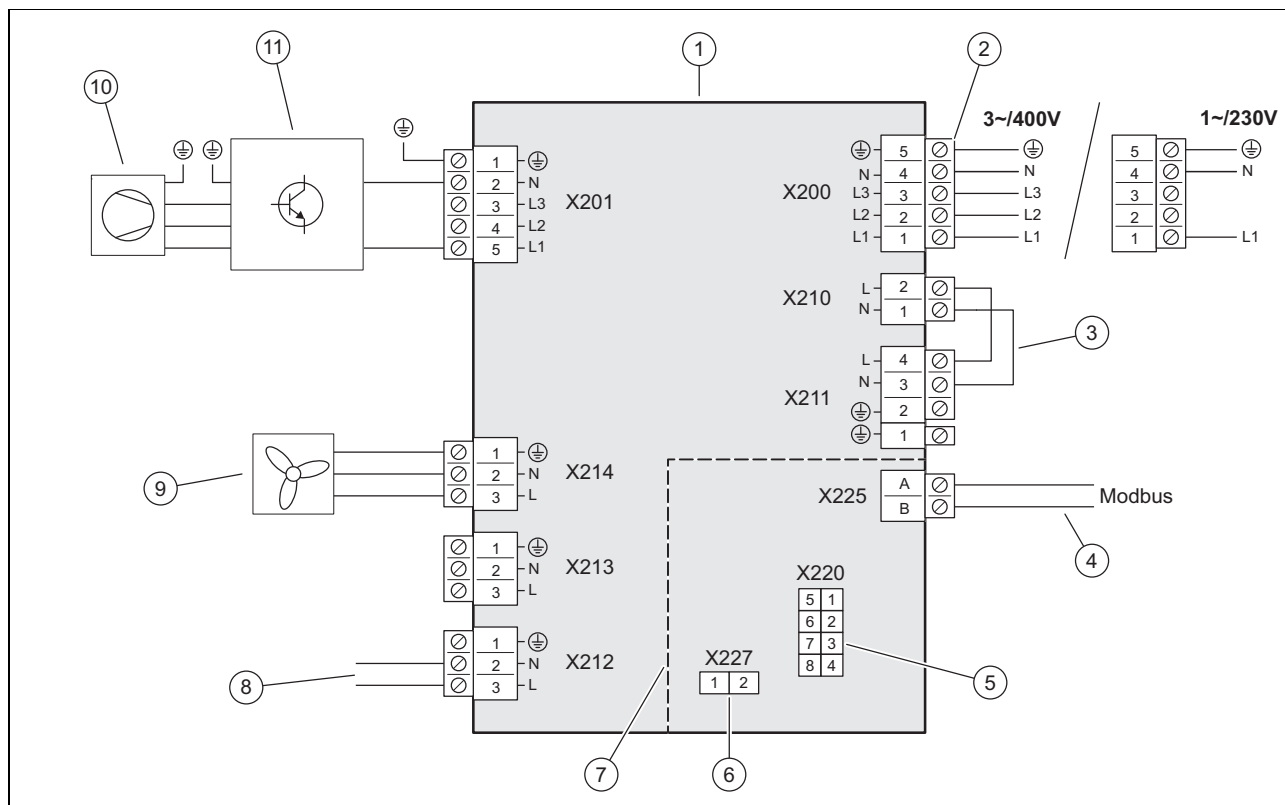 1
2
10
11
3~/400V
1~/230V
1
2 N
3 L3
4 L2
5 L1
X201
X200
5
N 4
L3 3
L2 2
L1 1
N
L3
L2
L1
5
4
3
2
1
N
L1
X210
L 2
N 1
3
X211
L 4
N 3
2
1
9
1
2 N
3 L
X214
X225
A
B
Modbus
4
1
2 N
3 L
X213
X220
5 1
6 2
7 3
8 4
5
8
1
2 N
3 L
X212
X227
1 2
7
6